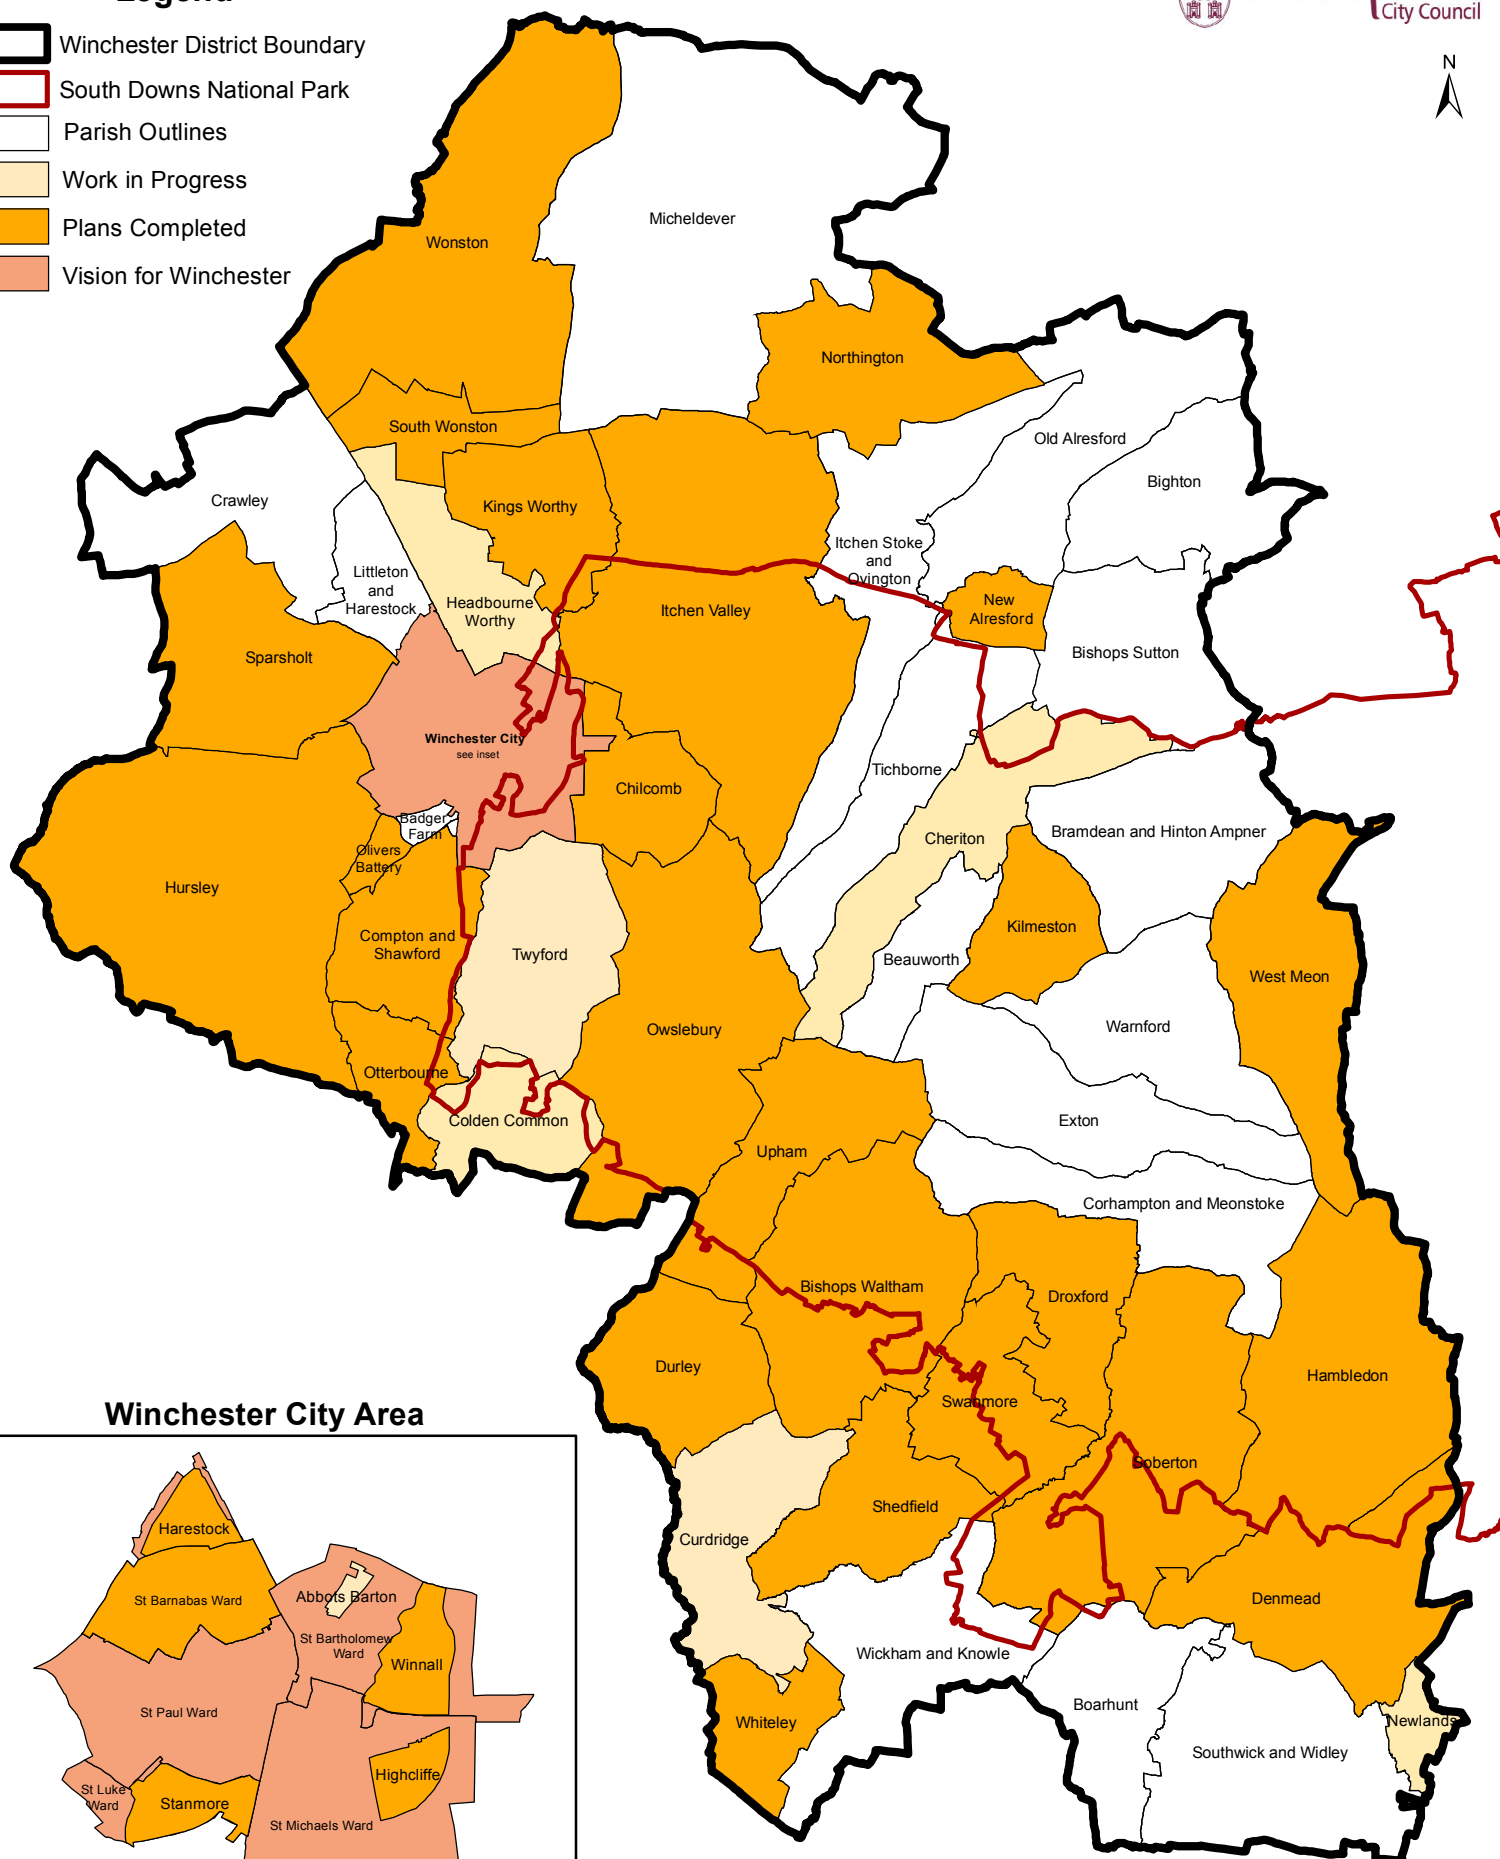 Legend
City Council
Winchester District Boundary
South Downs National Park
Parish Outlines
Work in Progress
Plans Completed
Vision for Winchester
N
Micheldever
Wonston
Northington
South Wonston
Old Alresford
Bighton
Crawley
Kings Worthy
Itchen Stoke
and
Ovington
Littleton
and
Harestock
Headbourne
Worthy
Itchen Valley
New
Alresford
Bishops Sutton
Sparsholt
Winchester City
see inset
Tichborne
Chilcomb
Badger
Farm
Bramdean and Hinton Ampner
Cheriton
Olivers
Battery
Hursley
Kilmeston
Compton and
Shawford
Twyford
Beauworth
West Meon
Owslebury
Warnford
Otterbourne
Colden Common
Exton
Upham
Corhampton and Meonstoke
Bishops Waltham
Droxford
Durley
Hambledon
Swanmore
Soberton
Shedfield
Curdridge
Denmead
Wickham and Knowle
Boarhunt
Whiteley
Newlands
Southwick and Widley
Winchester City Area
Harestock
St Barnabas Ward
Abbots Barton
St Bartholomew
Ward
Winnall
St Paul Ward
Highcliffe
St Luke
Ward
Stanmore
St Michaels Ward